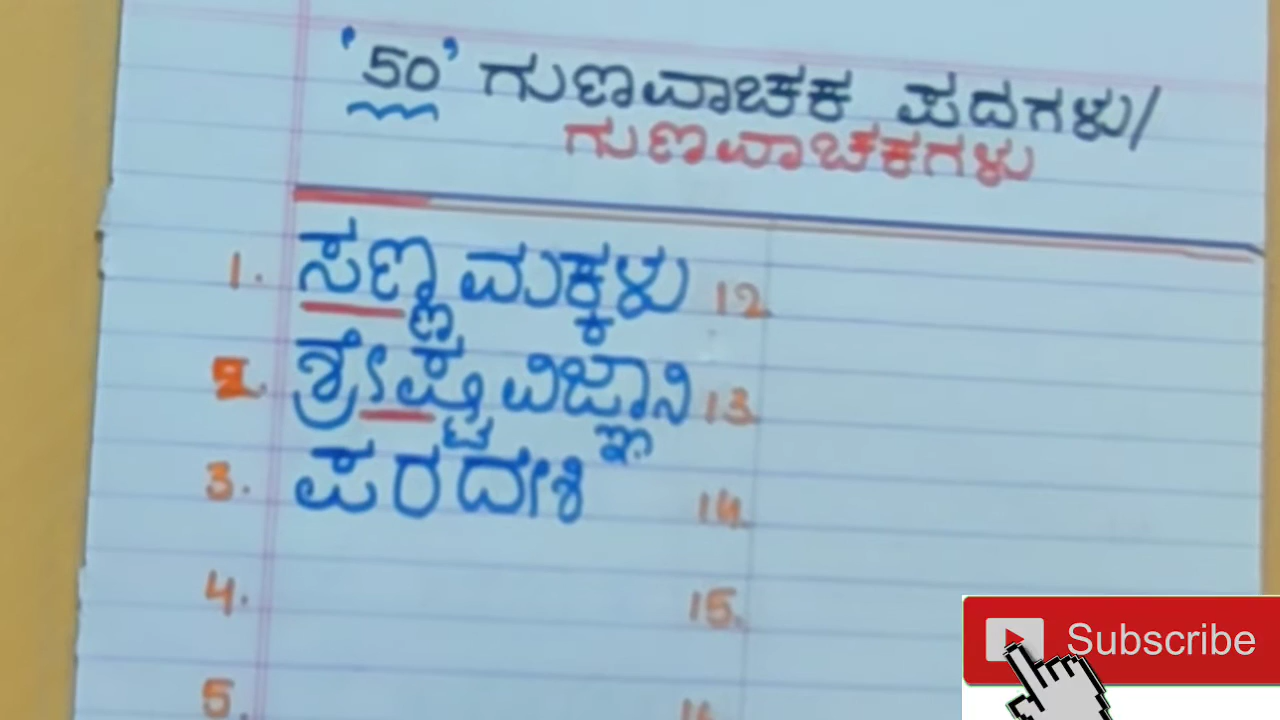 '50' ಗುಣವಾಚಕ ಪದಗಳು/
ಗುಣವಾಚಕಗಳು
1. ಸಣ್ಣ ಮಕ್ಕಳು 12.
2. ಶ್ರೇಷ್ಟ ವಿಜ್ಞಾನಿ 13.
3. ಪರದೇಶಿ 14.
4. 15.
5. 16
Subscribe